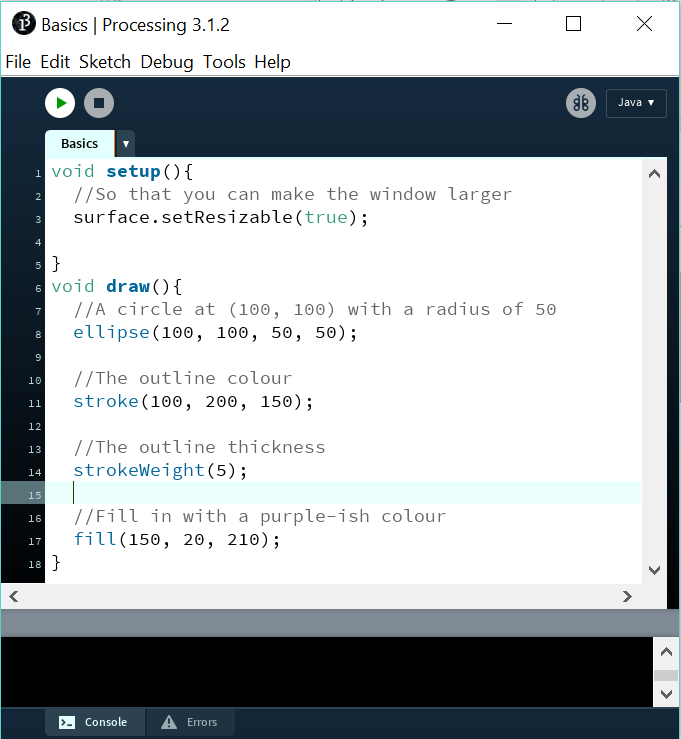 Basics | Processing 3.1.2
File Edit Sketch Debug Tools Help
Java ▼
Basics ▼
1 void setup(){
2   //So that you can make the window larger
3   surface.setResizable(true);
4
5 }
6 void draw(){
7   //A circle at (100, 100) with a radius of 50
8   ellipse(100, 100, 50, 50);
9
10   //The outline colour
11   stroke(100, 200, 150);
12
13   //The outline thickness
14   strokeWeight(5);
15
16   //Fill in with a purple-ish colour
17   fill(150, 20, 210);
18 }
Console Errors